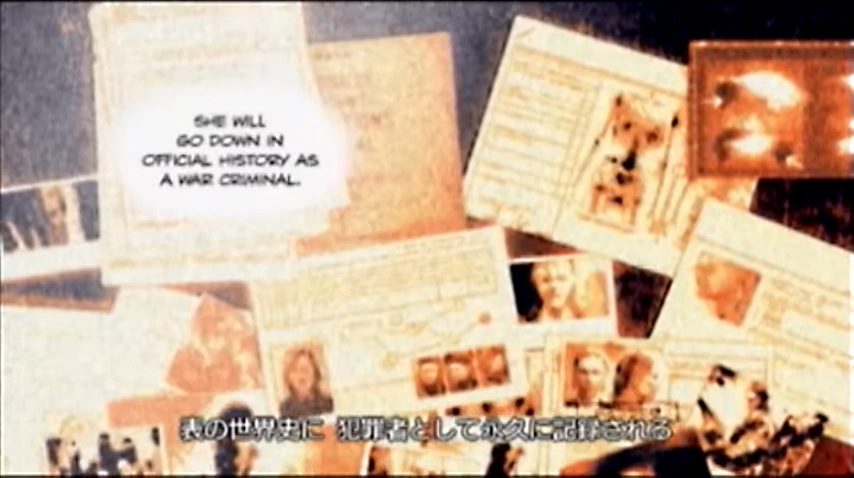 SHE WILL
GO DOWN IN
OFFICIAL HISTORY AS
A WAR CRIMINAL.
表の世界史に 犯罪者として永久に記録される